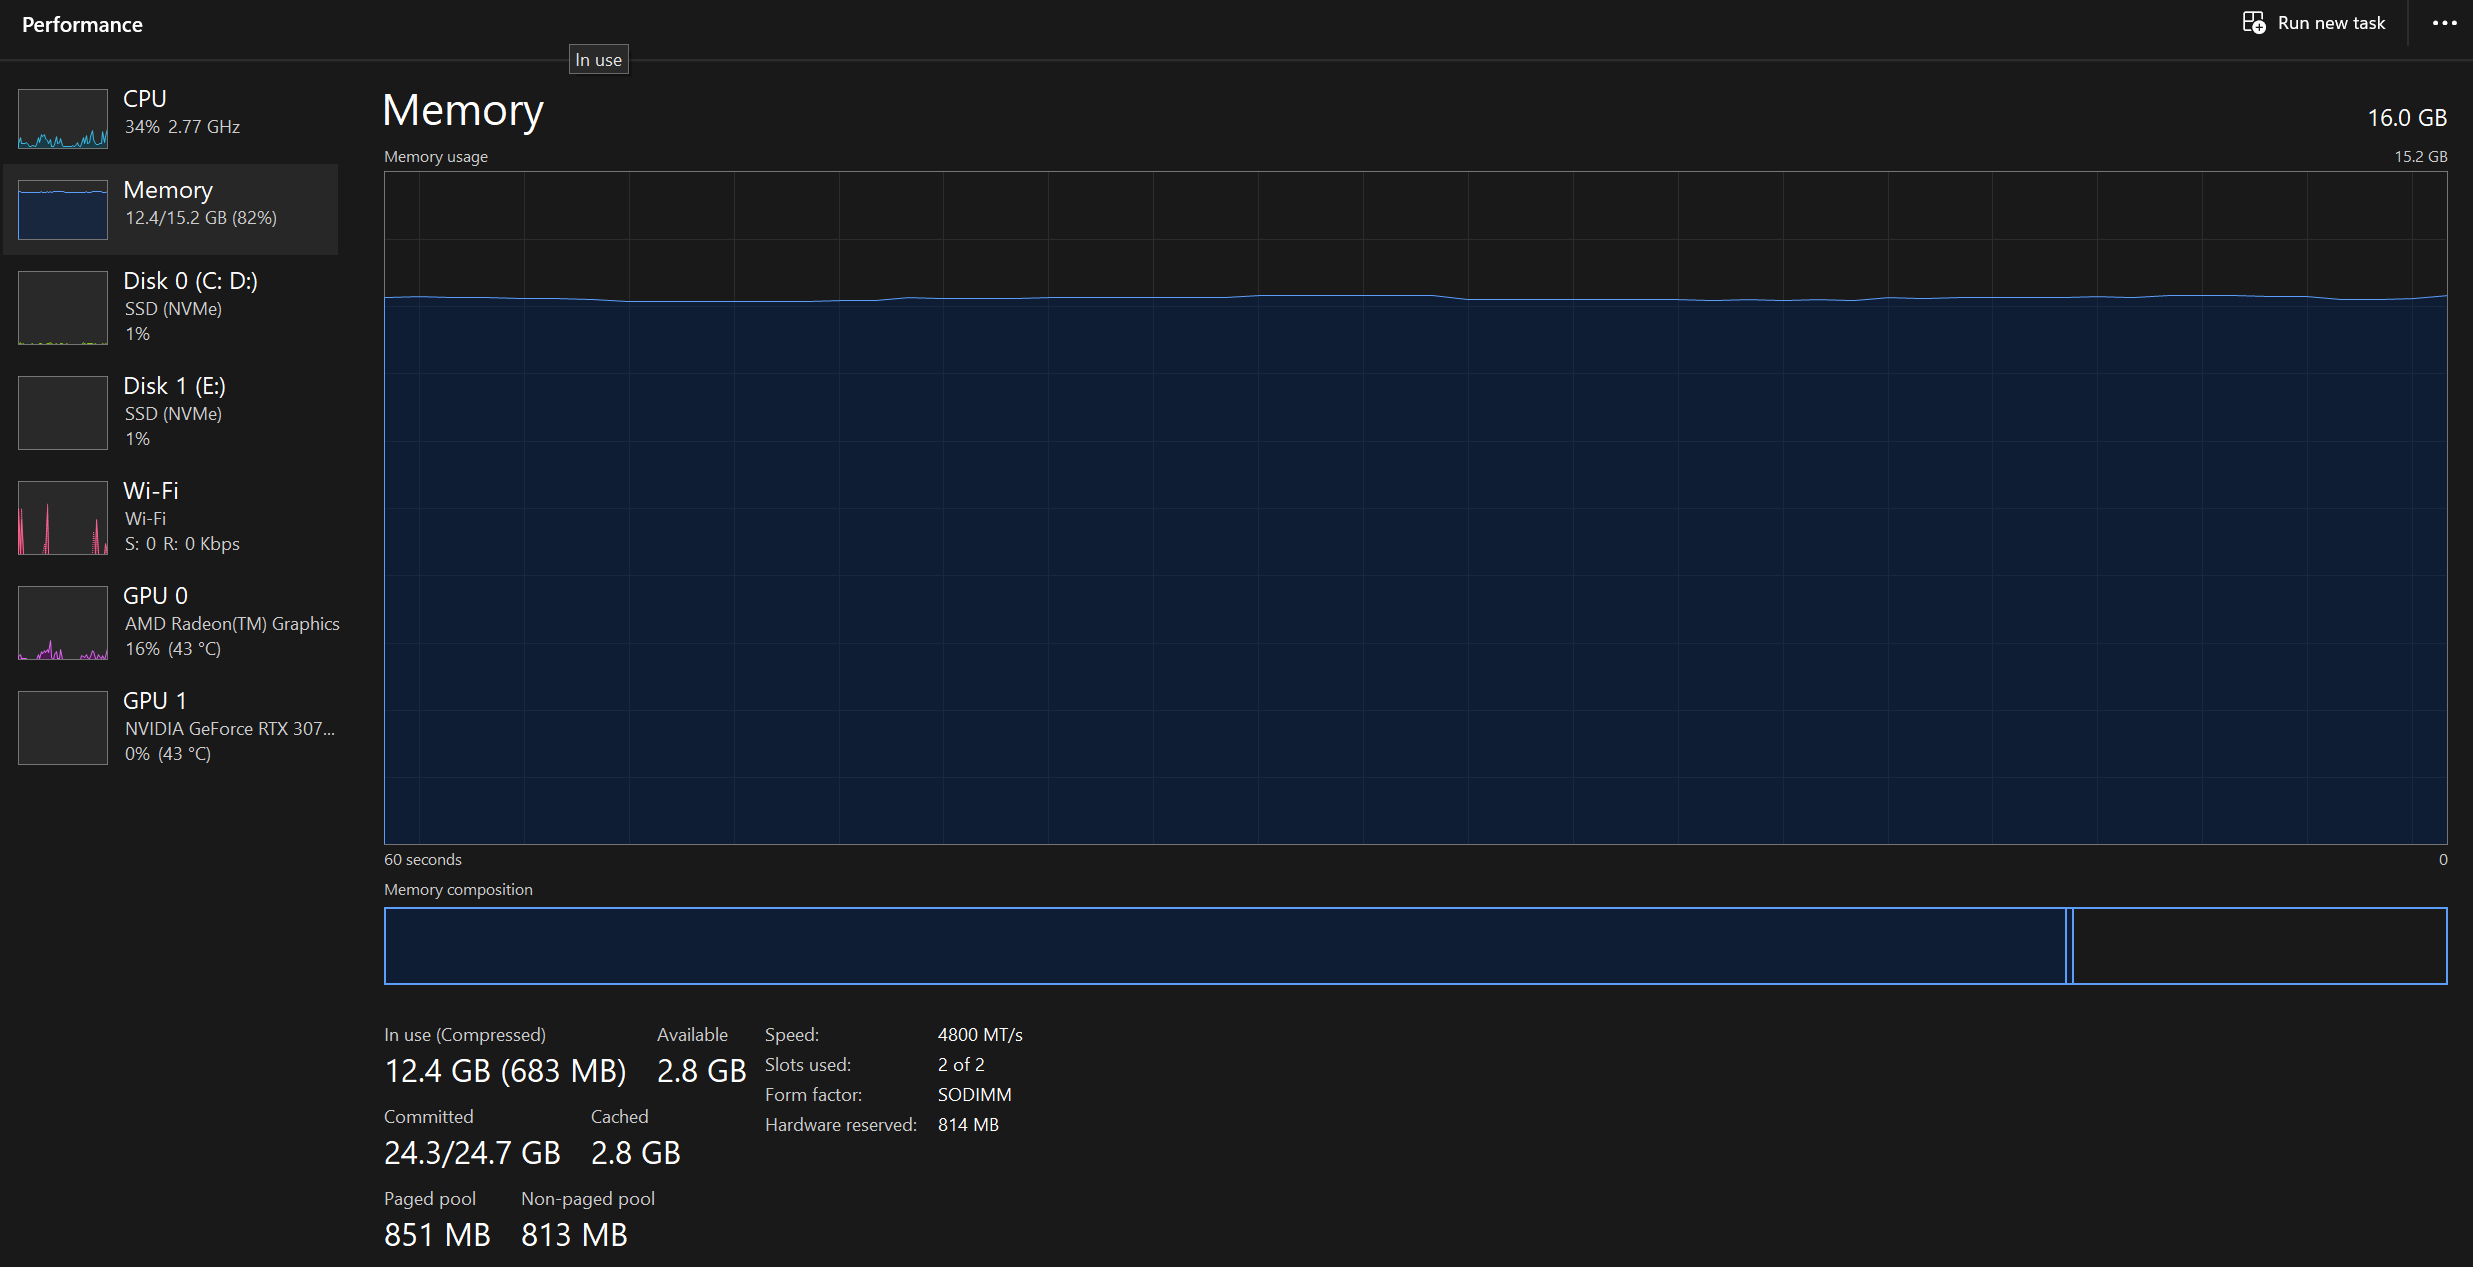 Performance
Run new task
In use
CPU
34% 2.77 GHz
Memory
12.4/15.2 GB (82%)
Disk 0 (C: D:)
SSD (NVMe)
1%
Disk 1 (E:)
SSD (NVMe)
1%
Wi-Fi
Wi-Fi
S: 0 R: 0 Kbps
GPU 0
AMD Radeon(TM) Graphics
16% (43 °C)
GPU 1
NVIDIA GeForce RTX 307...
0% (43 °C)
Memory
16.0 GB
Memory usage
15.2 GB
60 seconds
0
Memory composition
In use (Compressed)
12.4 GB (683 MB)
Available
2.8 GB
Committed
24.3/24.7 GB
Cached
2.8 GB
Paged pool
851 MB
Non-paged pool
813 MB
Speed: 4800 MT/s
Slots used: 2 of 2
Form factor: SODIMM
Hardware reserved: 814 MB